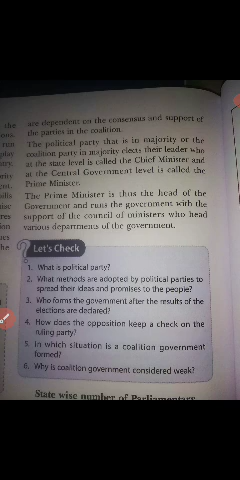 the are dependent on the consensus and support of
the parties in the coalition.
run The political party that is in majority or the
play coalition party in majority elects their leader who
at the state level is called the Chief Minister and
at the Central Government level is called the
Prime Minister.
The Prime Minister is thus the head of the
Government and runs the government with the
res support of the council of ministers who head
various departments of the government.
he
Let's Check
1. What is political party?
2. What methods are adopted by political parties to
spread their ideas and promises to the people?
3. Who forms the government after the results of the
elections are declared?
4. How does the opposition keep a check on the
ruling party?
5. In which situation is a coalition government
formed?
6. Why is coalition government considered weak?
State wise number of Parliamentary